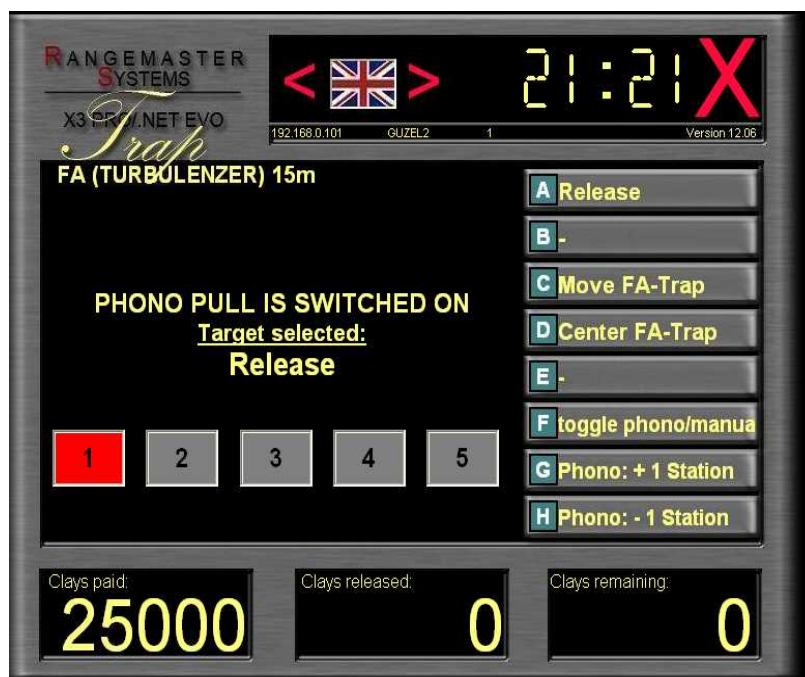 RANGEMASTER
SYSTEMS
X3 PRO/.NET EVO
Trap
< >
21:21
X
192.168.0.101 GUZEL2 1 Version 12.06
FA (TURBULENZER) 15m
PHONO PULL IS SWITCHED ON
Target selected:
Release
1 2 3 4 5
A Release
B -
C Move FA-Trap
D Center FA-Trap
E -
F toggle phono/manua
G Phono: + 1 Station
H Phono: - 1 Station
Clays paid:
25000
Clays released:
0
Clays remaining:
0